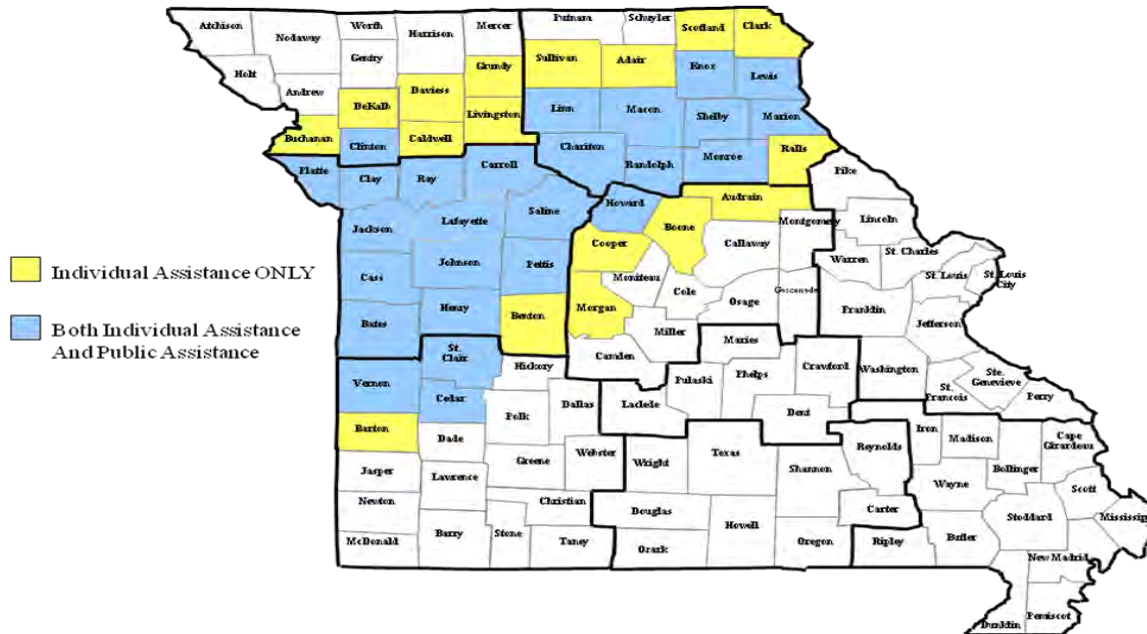 Atchison
Nodaway
Worth
Harrison
Mercer
Putnam
Schuyler
Scotland
Clark
Gentry
Holt
Andrew
DeKalb
Daviess
Grundy
Sullivan
Adair
Knox
Lewis
Buchanan
Clinton
Caldwell
Livingston
Linn
Macon
Shelby
Marion
Platte
Clay
Ray
Carroll
Chariton
Randolph
Monroe
Ralls
Pike
Jackson
Lafayette
Saline
Howard
Boone
Audrain
Montgomery
Lincoln
Cass
Johnson
Pettis
Cooper
Moniteau
Callaway
Warren
St. Charles
St. Louis
St. Louis
City
Individual Assistance ONLY
Both Individual Assistance
And Public Assistance
Bates
Henry
Benton
Morgan
Cole
Osage
Gasconade
Franklin
Jefferson
Miller
Camden
Maries
Vernon
St.
Clair
Hickory
Pulaski
Phelps
Crawford
Washington
St.
Francois
Ste.
Genevieve
Perry
Cedar
Polk
Dallas
Laclede
Dent
Barton
Dade
Greene
Webster
Wright
Texas
Shannon
Reynolds
Iron
Madison
Cape
Girardeau
Bollinger
Jasper
Lawrence
Wayne
Scott
Newton
Christian
Douglas
Howell
Carter
Stoddard
Mississip
McDonald
Barry
Stone
Taney
Ozark
Oregon
Ripley
Butler
New Madrid
Dunklin
Pemiscot